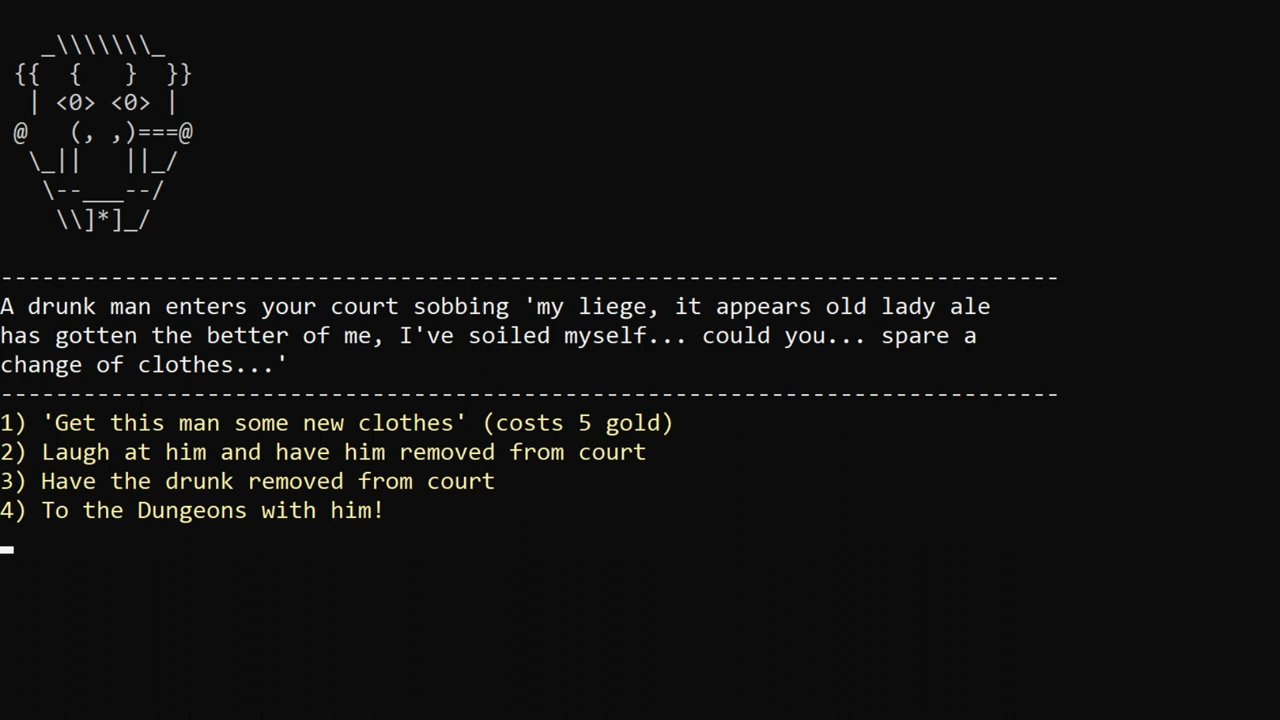 _\\\\\\\_
 {{  {   }  }}
  | <0> <0> |
 @   (, ,)===@
  \_||   ||_/
   \--___--/
    \\]*]_/
-----------------------------------------------------------------------------
A drunk man enters your court sobbing 'my liege, it appears old lady ale
has gotten the better of me, I've soiled myself... could you... spare a
change of clothes...'
-----------------------------------------------------------------------------
1) 'Get this man some new clothes' (costs 5 gold)
2) Laugh at him and have him removed from court
3) Have the drunk removed from court
4) To the Dungeons with him!